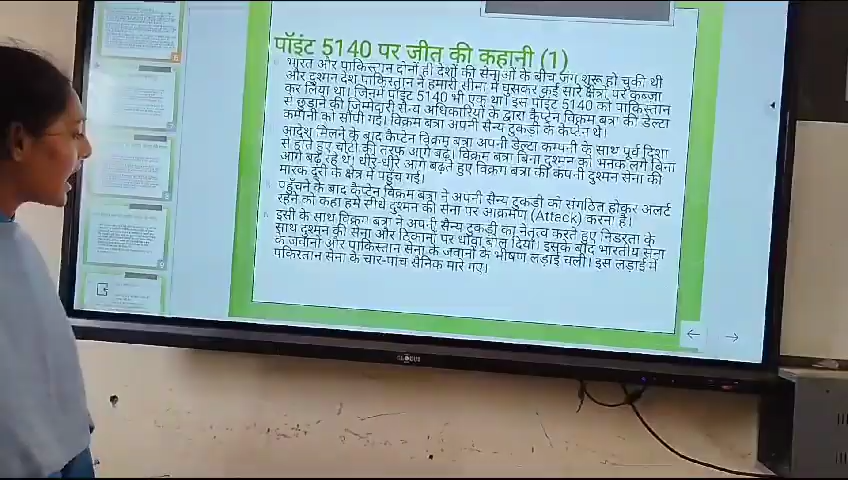 पॉइंट 5140 पर जीत की कहानी (1)
भारत और पाकिस्तान दोनों ही देशों की सेनाओं के बीच जंग शुरू हो चुकी थी
और दुश्मन देश पाकिस्तान ने हमारी सीमा में घुसकर कई सारे क्षेत्रों पर कब्जा
कर लिया था। जिनमें पॉइंट 5140 भी एक था। इस पॉइंट 5140 को पाकिस्तान
से छुड़ाने की जिम्मेदारी सैन्य अधिकारियों के द्वारा कैप्टन विक्रम बत्रा की डेल्टा
कम्पनी को सौंपी गई। विक्रम बत्रा अपनी सैन्य टुकड़ी के कैप्टन थे।
आदेश मिलने के बाद कैप्टन विक्रम बत्रा अपनी डेल्टा कम्पनी के साथ पूर्व दिशा
से होते हुए चोटी की तरफ आगे बढ़े। विक्रम बत्रा बिना दुश्मन को भनक लगे बिना
आगे बढ़ रहे थे। धीरे-धीरे आगे बढ़ते हुए विक्रम बत्रा की कंपनी दुश्मन सेना की
मारक दूरी के क्षेत्र में पहुँच गई।
पहुँचने के बाद कैप्टन विक्रम बत्रा ने अपनी सैन्य टुकड़ी को संगठित होकर अलर्ट
रहने को कहा हमें सीधे दुश्मन की सेना पर आक्रमण (Attack) करना है।
इसी के साथ विक्रम बत्रा ने अपनी सैन्य टुकड़ी का नेतृत्व करते हुए निडरता के
साथ दुश्मन की सेना और ठिकानों पर धावा बोल दिया। इसके बाद भारतीय सेना
के जवानों और पाकिस्तान सेना के जवानों के भीषण लड़ाई चली। इस लड़ाई में
पाकिस्तान सेना के चार-पांच सैनिक मारे गए।
GLOBUS